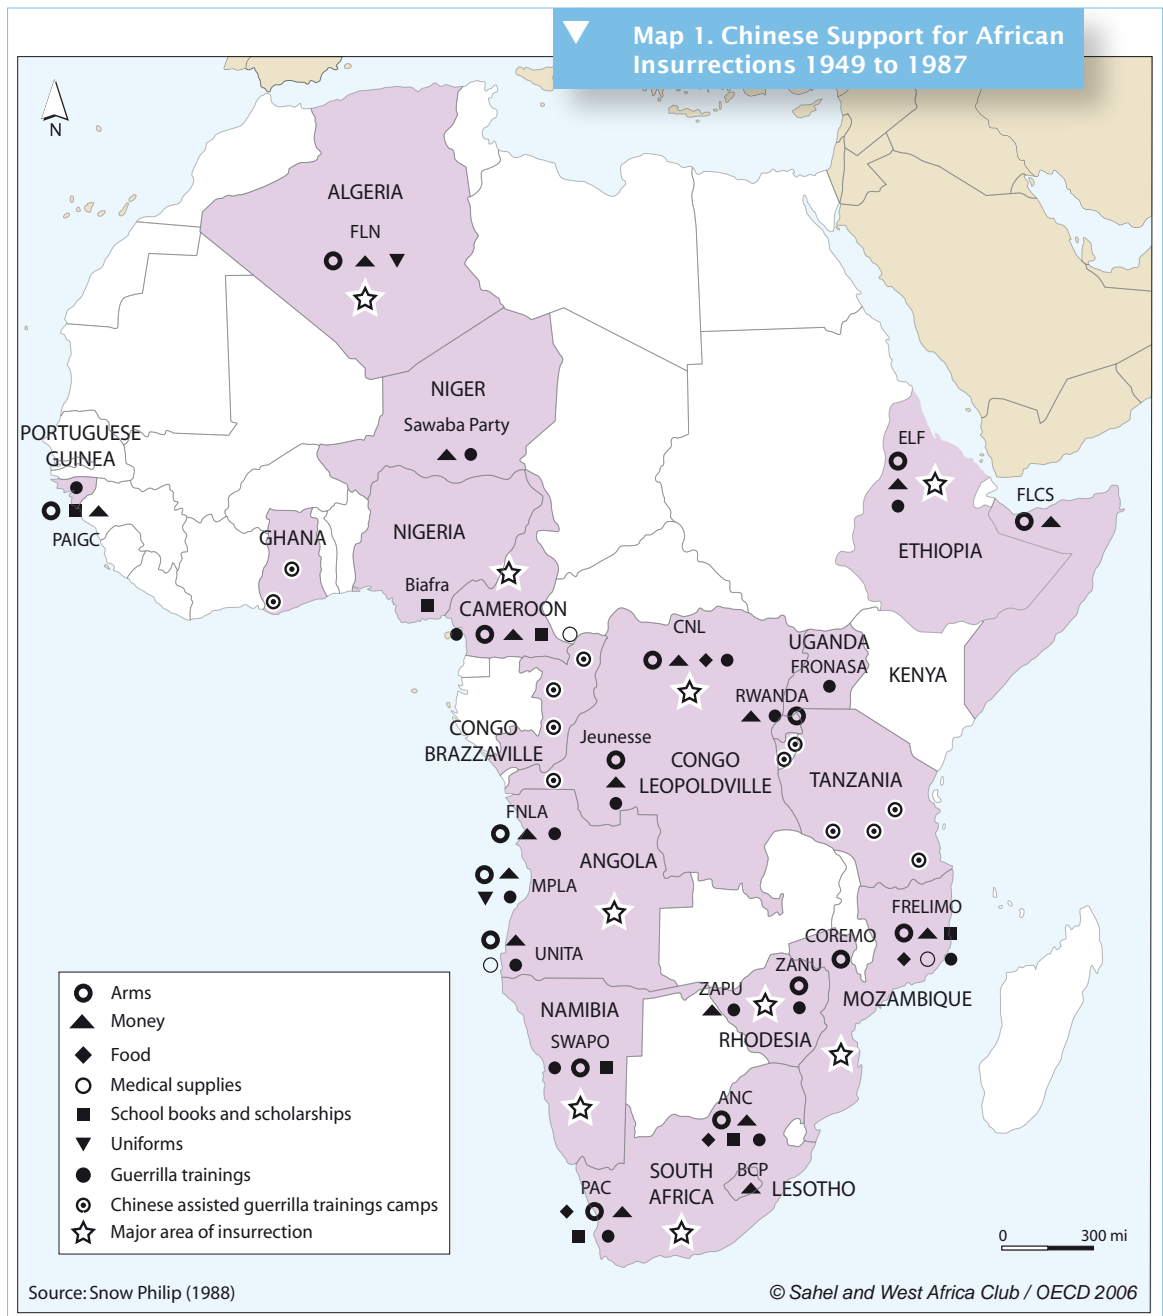 Map 1. Chinese Support for African
Insurrections 1949 to 1987
N
ALGERIA
FLN
NIGER
Sawaba Party
PORTUGUESE
GUINEA
PAIGC
GHANA
NIGERIA
Biafra
CAMEROON
ELF
FLCS
ETHIOPIA
CNL
UGANDA
FRONASA
KENYA
RWANDA
CONGO
BRAZZAVILLE
Jeunesse
CONGO
LEOPOLDVILLE
TANZANIA
FNLA
ANGOLA
MPLA
UNITA
FRELIMO
COREMO
ZANU
ZAPU
MOZAMBIQUE
RHODESIA
NAMIBIA
SWAPO
ANC
SOUTH
AFRICA
BCP
LESOTHO
PAC
Arms
Money
Food
Medical supplies
School books and scholarships
Uniforms
Guerrilla trainings
Chinese assisted guerrilla trainings camps
Major area of insurrection
0 300 mi
Source: Snow Philip (1988)
© Sahel and West Africa Club / OECD 2006